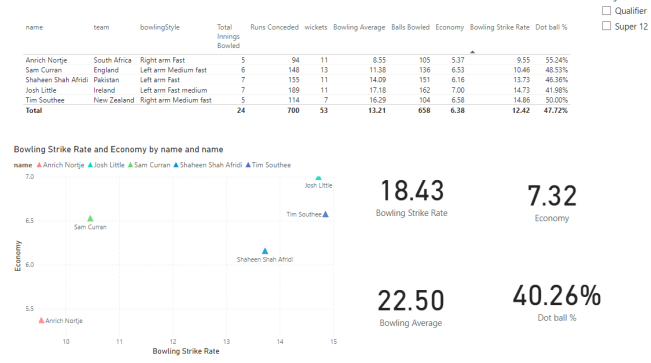 Qualifier
Super 12
name team bowlingStyle Total Innings Bowled Runs Conceded wickets Bowling Average Balls Bowled Economy Bowling Strike Rate Dot ball %
Anrich Nortje South Africa Right arm Fast 5 94 11 8.55 105 5.37 9.55 55.24%
Sam Curran England Left arm Medium fast 6 148 13 11.38 136 6.53 10.46 48.53%
Shaheen Shah Afridi Pakistan Left arm Fast 7 155 11 14.09 151 6.16 13.73 46.36%
Josh Little Ireland Left arm Fast medium 7 189 11 17.18 162 7.00 14.73 41.98%
Tim Southee New Zealand Right arm Medium fast 5 114 7 16.29 104 6.58 14.86 50.00%
Total 24 700 53 13.21 658 6.38 12.42 47.72%
Bowling Strike Rate and Economy by name and name
name Anrich Nortje Josh Little Sam Curran Shaheen Shah Afridi Tim Southee
7.0
Josh Little
Tim Southee
6.5
Sam Curran
Shaheen Shah Afridi
6.0
5.5
Anrich Nortje
Economy
10 11 12 13 14 15
Bowling Strike Rate
18.43
Bowling Strike Rate
7.32
Economy
22.50
Bowling Average
40.26%
Dot ball %